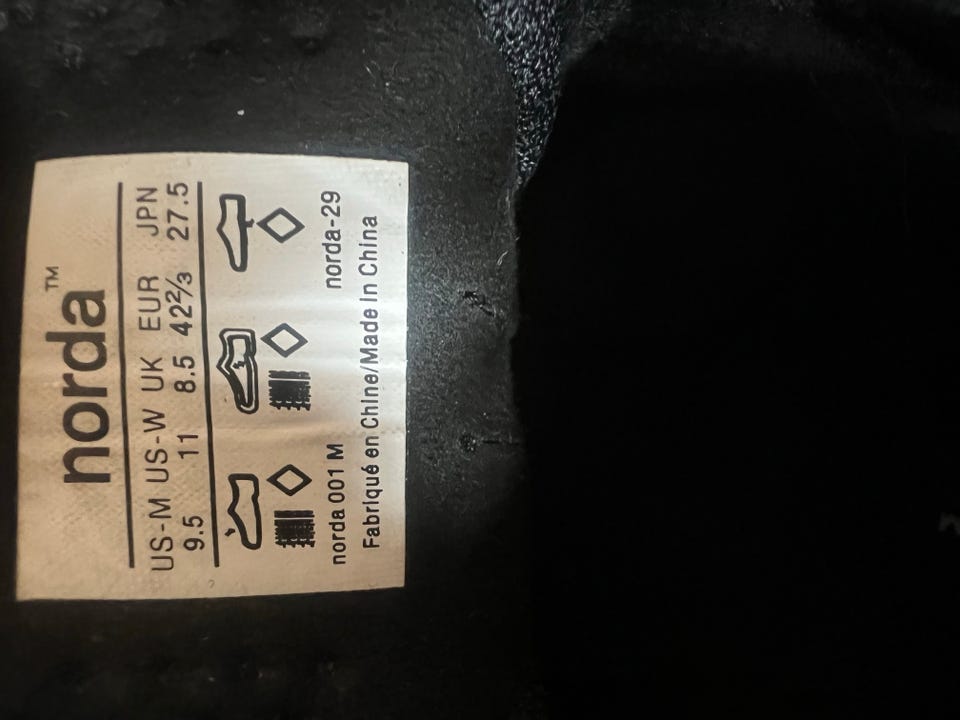 norda™
US-M US-W UK EUR JPN
9.5 11 8.5 42⅔ 27.5
norda 001 M norda-29
Fabriqué en Chine/Made In China